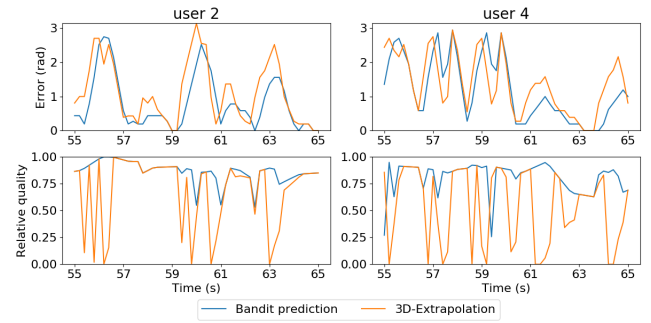 user 2
user 4
Error (rad)
3
2
1
0
55 57 59 61 63 65
3
2
1
0
55 57 59 61 63 65
Relative quality
1.00
0.75
0.50
0.25
0.00
55 57 59 61 63 65
Time (s)
1.00
0.75
0.50
0.25
0.00
55 57 59 61 63 65
Time (s)
Bandit prediction
3D-Extrapolation